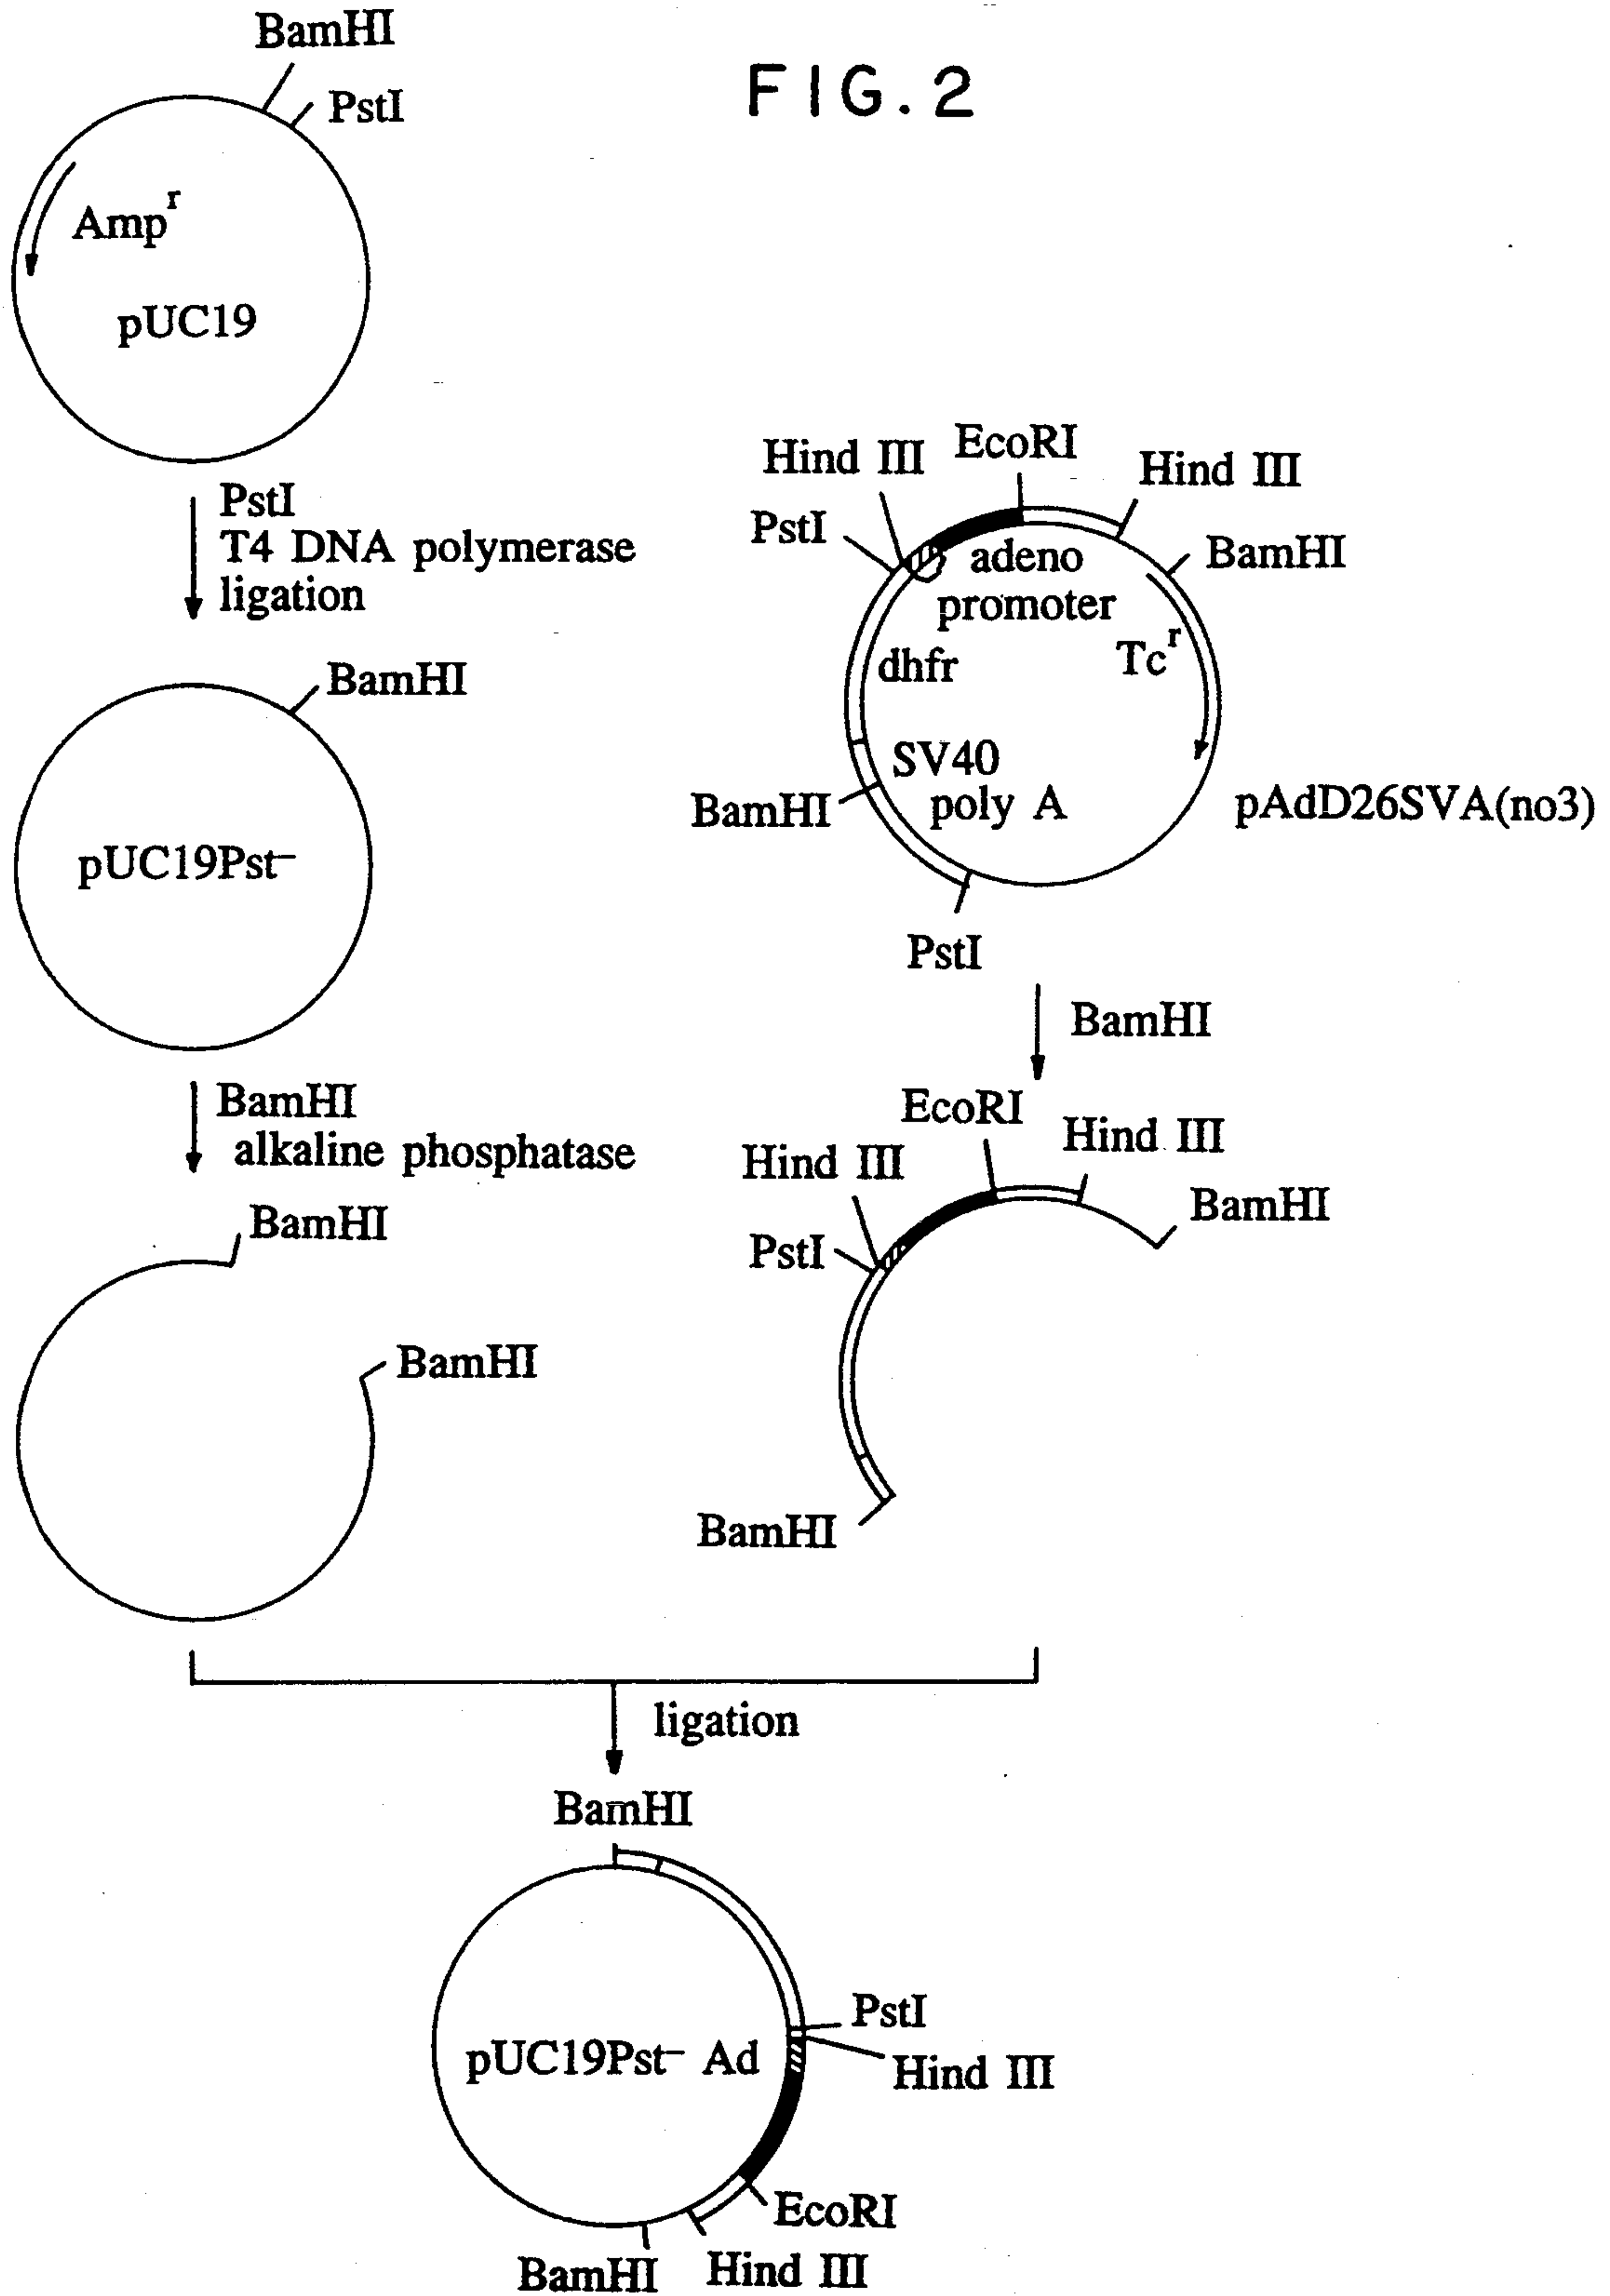 FIG. 2
BamHI
PstI
Amp^r
pUC19
PstI
T4 DNA polymerase
ligation
BamHI
pUC19Pst–
BamHI
alkaline phosphatase
BamHI
BamHI
Hind III
EcoRI
Hind III
PstI
BamHI
adeno
promoter
Tc^r
dhfr
SV40
poly A
BamHI
pAdD26SVA(no3)
PstI
BamHI
EcoRI
Hind III
Hind III
BamHI
PstI
BamHI
ligation
BamHI
PstI
pUC19Pst– Ad
Hind III
EcoRI
BamHI
Hind III